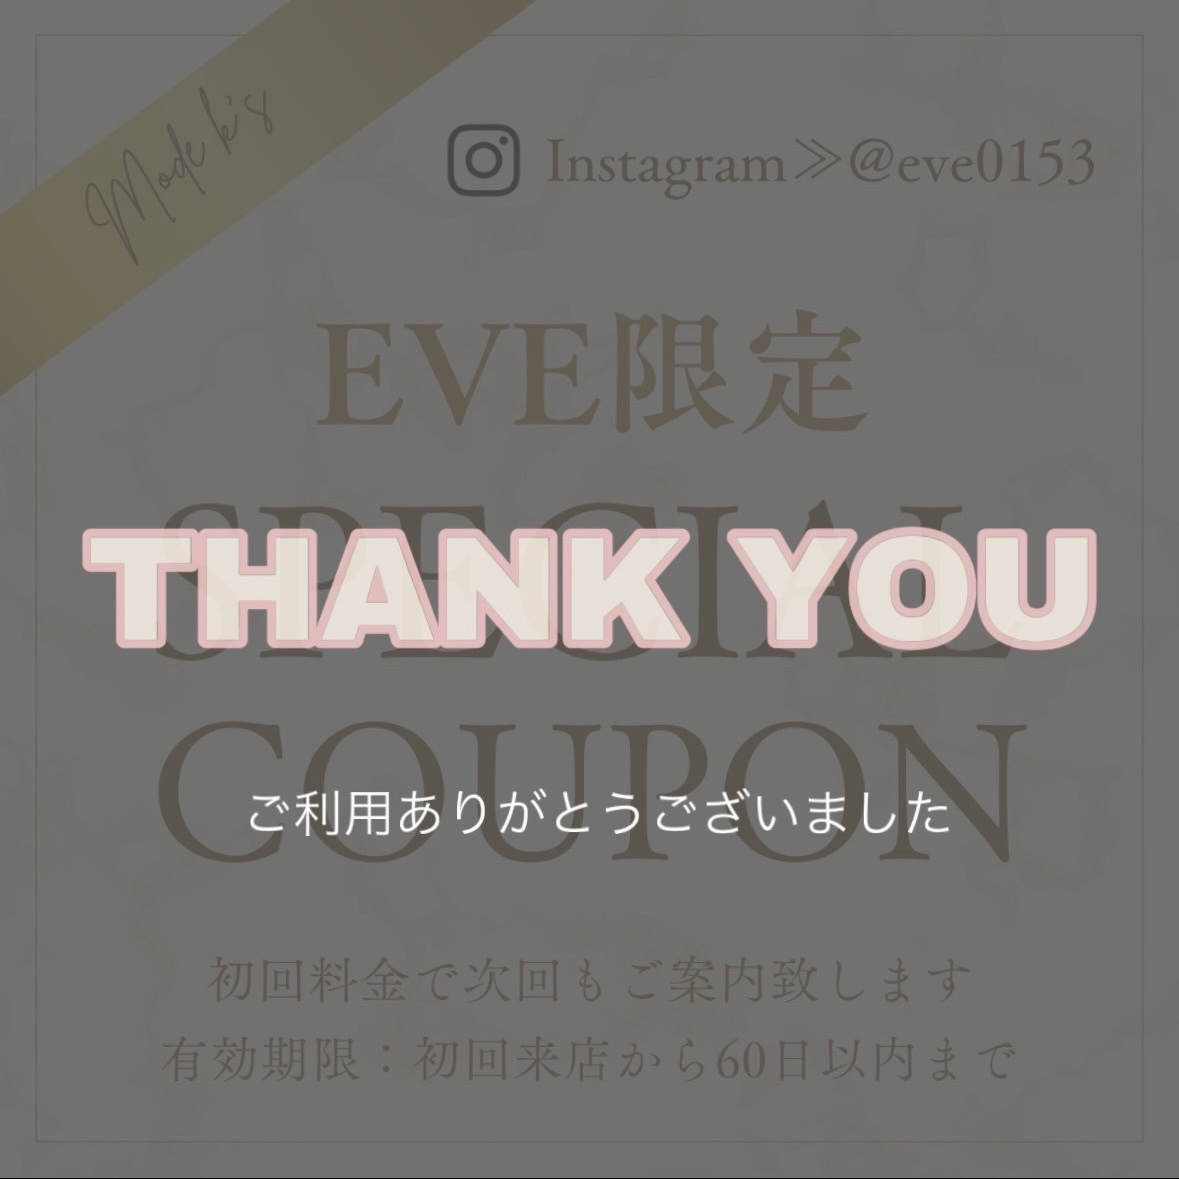 Mode k's
Instagram≫@eve0153
EVE限定
SPECIAL
THANK YOU
COUPON
ご利用ありがとうございました
初回料金で次回もご案内致します
有効期限：初回来店から60日以内まで